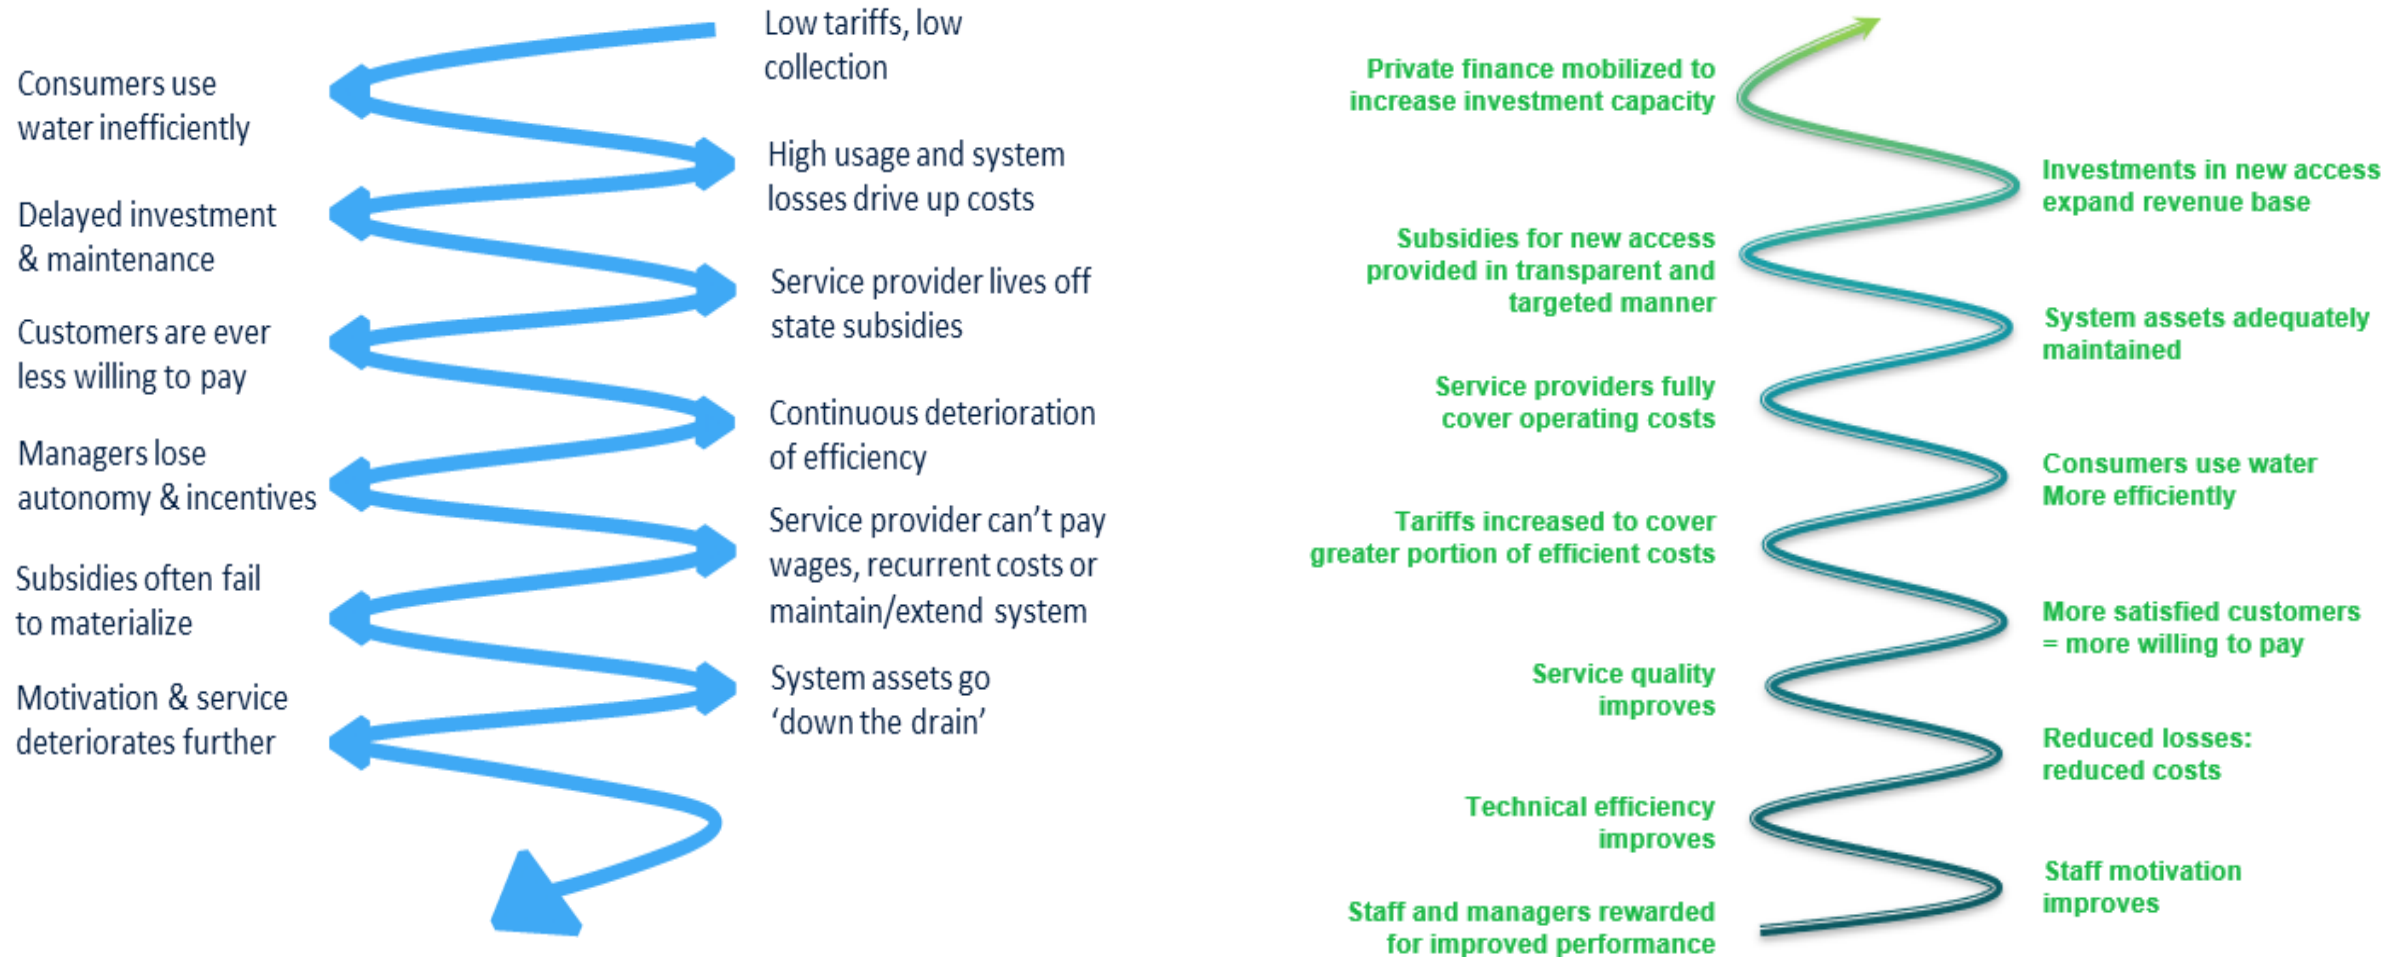 Low tariffs, low
collection
Consumers use
water inefficiently
High usage and system
losses drive up costs
Delayed investment
& maintenance
Service provider lives off
state subsidies
Customers are ever
less willing to pay
Continuous deterioration
of efficiency
Managers lose
autonomy & incentives
Service provider can’t pay
wages, recurrent costs or
maintain/extend system
Subsidies often fail
to materialize
System assets go
‘down the drain’
Motivation & service
deteriorates further
Private finance mobilized to
increase investment capacity
Investments in new access
expand revenue base
Subsidies for new access
provided in transparent and
targeted manner
System assets adequately
maintained
Service providers fully
cover operating costs
Consumers use water
More efficiently
Tariffs increased to cover
greater portion of efficient costs
More satisfied customers
= more willing to pay
Service quality
improves
Reduced losses:
reduced costs
Technical efficiency
improves
Staff motivation
improves
Staff and managers rewarded
for improved performance